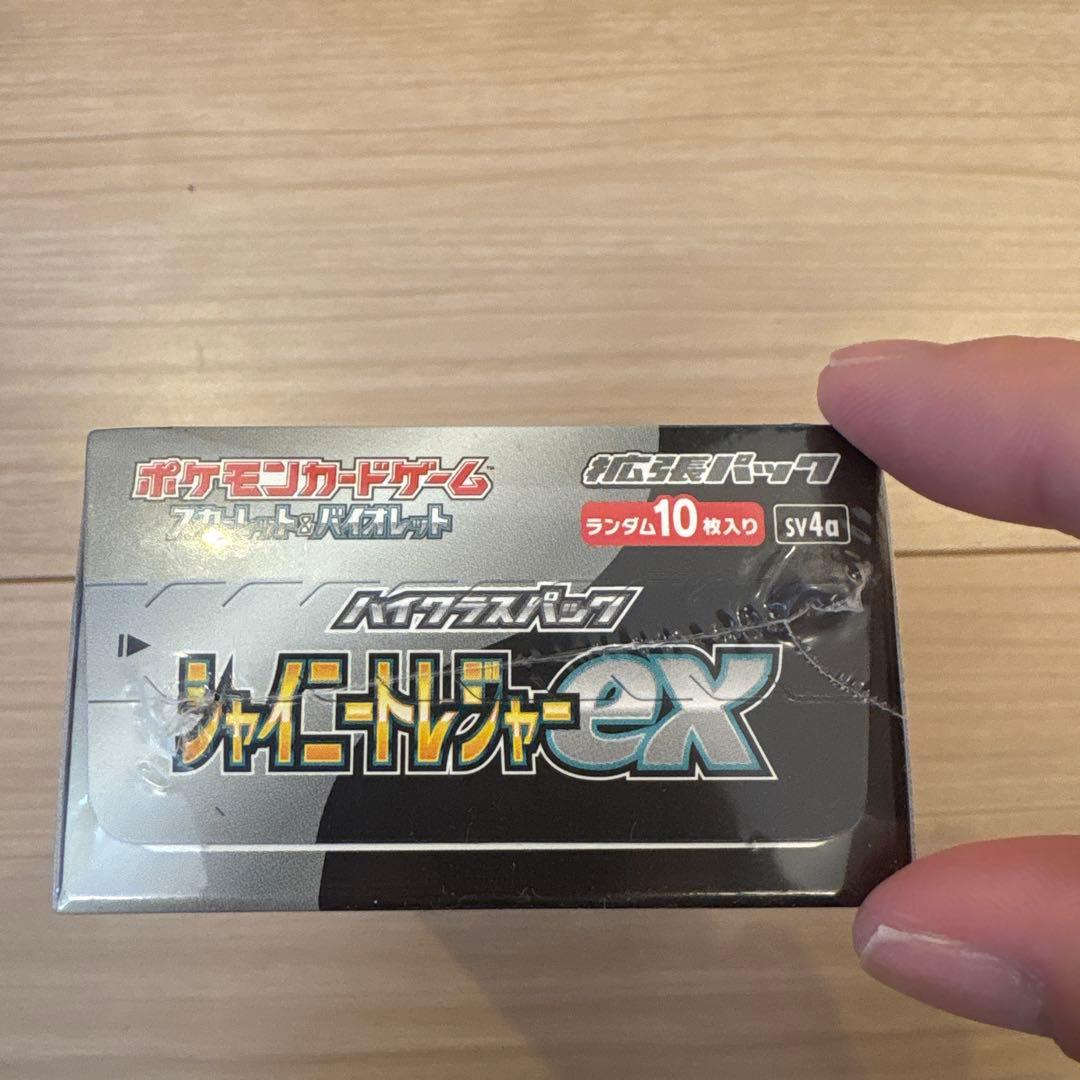 ポケモンカードゲーム™
スカーレット&バイオレット
拡張パック
ランダム10枚入り SV4a
ハイクラスパック
シャイニートレジャーex